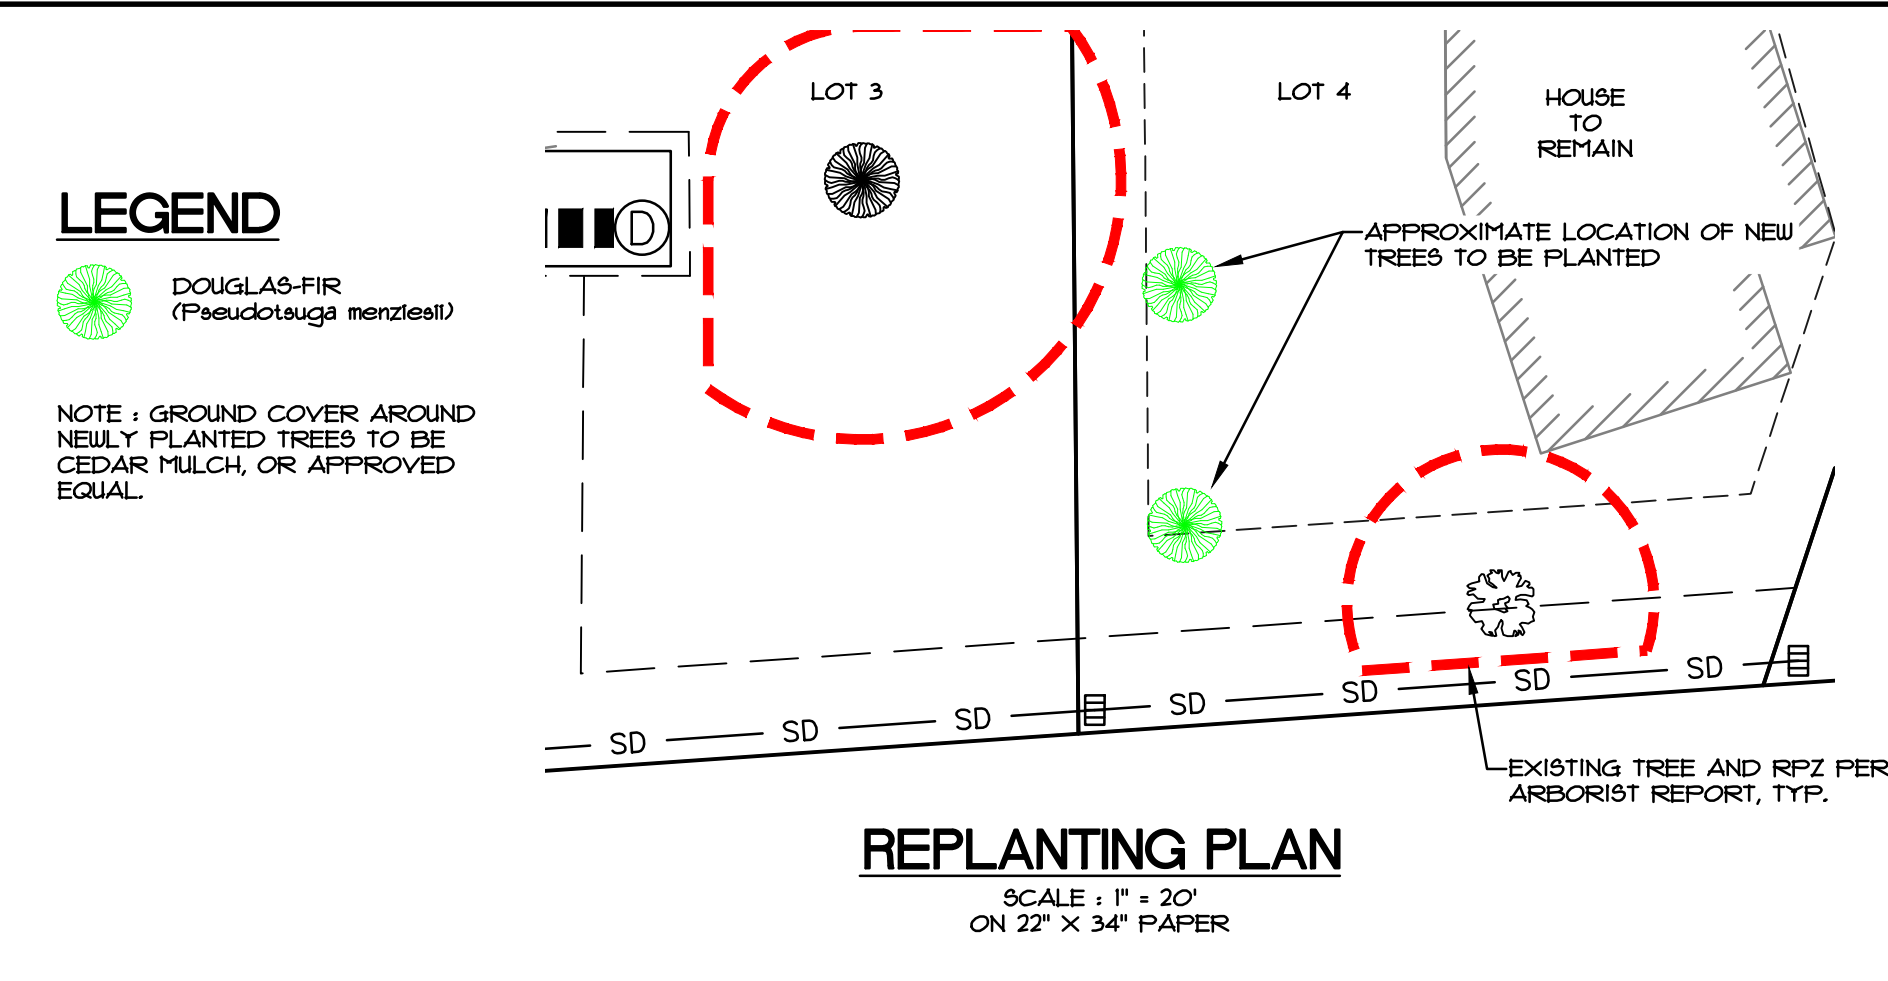 LOT 3
LOT 4
HOUSE
TO
REMAIN
LEGEND
D
APPROXIMATE LOCATION OF NEW
TREES TO BE PLANTED
DOUGLAS-FIR
(Pseudotsuga menziesii)
NOTE : GROUND COVER AROUND
NEWLY PLANTED TREES TO BE
CEDAR MULCH, OR APPROVED
EQUAL.
SD SD SD SD SD SD SD
EXISTING TREE AND RPZ PER
ARBORIST REPORT, TYP.
REPLANTING PLAN
SCALE : 1" = 20'
ON 22" X 34" PAPER